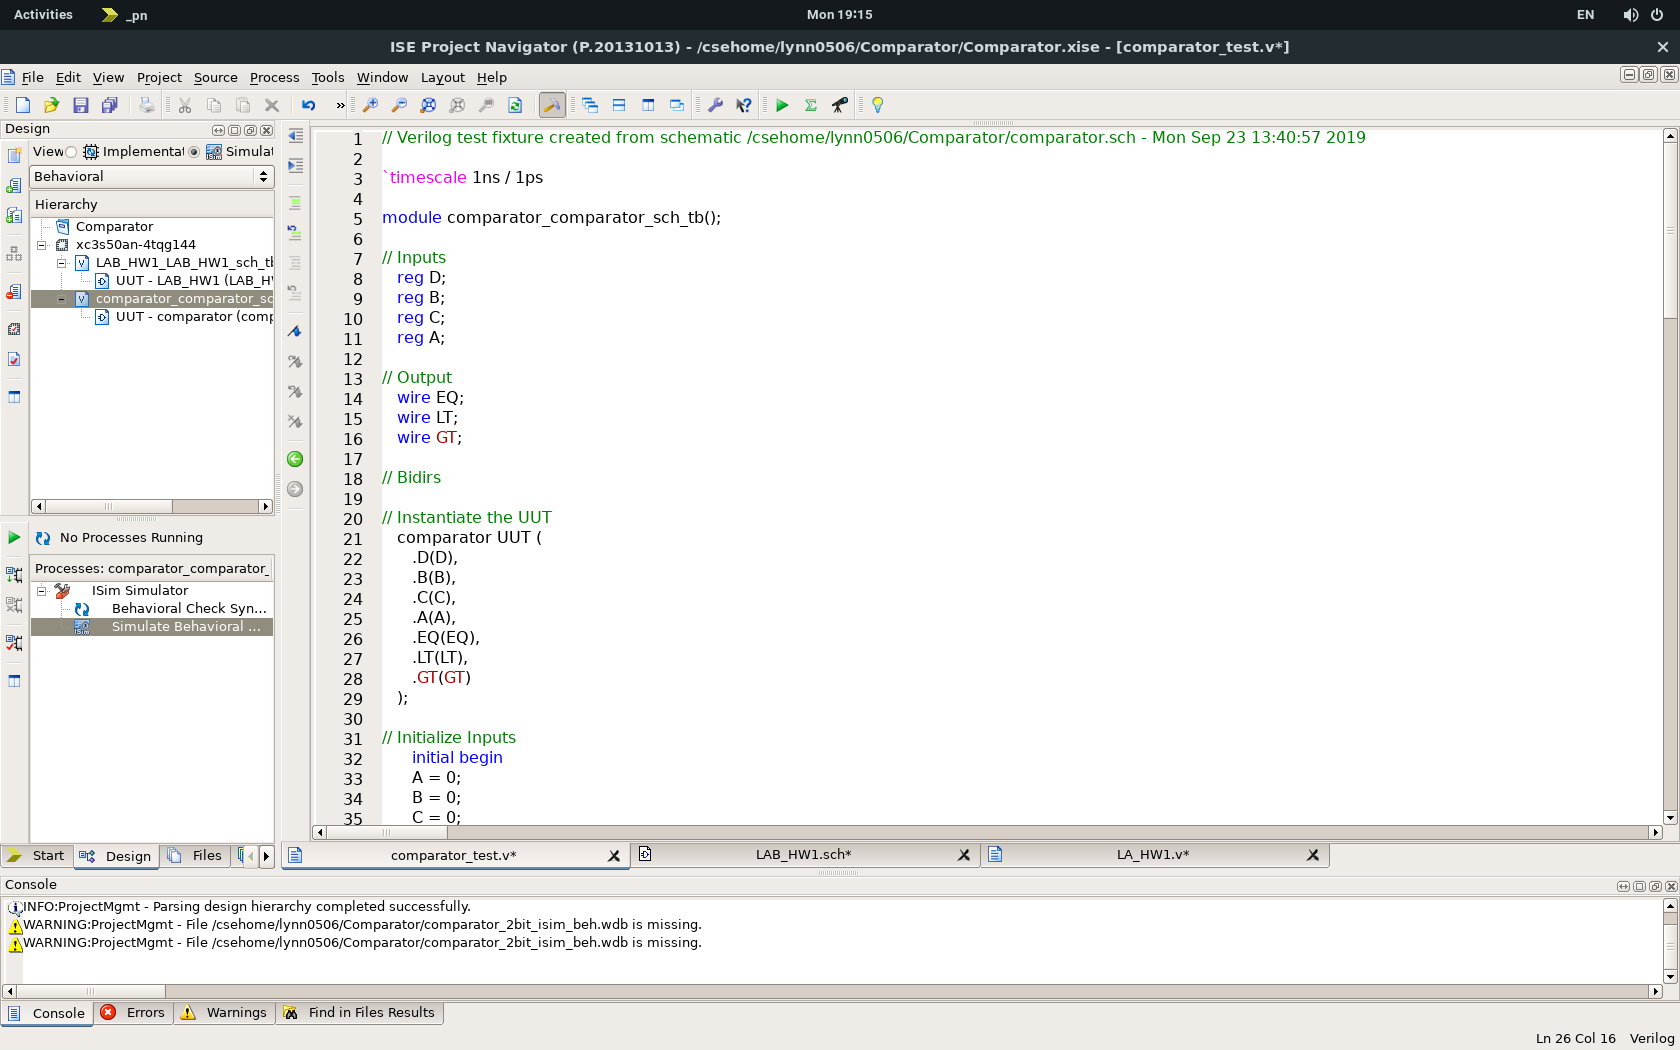 Activities
_pn
Mon 19:15
EN
ISE Project Navigator (P.20131013) - /csehome/lynn0506/Comparator/Comparator.xise - [comparator_test.v*]
File Edit View Project Source Process Tools Window Layout Help
»
Design
View Implementat Simulat
Behavioral
Hierarchy
Comparator
xc3s50an-4tqg144
LAB_HW1_LAB_HW1_sch_tb
UUT - LAB_HW1 (LAB_HW
comparator_comparator_sc
UUT - comparator (comp
No Processes Running
Processes: comparator_comparator_
ISim Simulator
Behavioral Check Syn...
Simulate Behavioral ...
Start Design Files
1 // Verilog test fixture created from schematic /csehome/lynn0506/Comparator/comparator.sch - Mon Sep 23 13:40:57 2019
2
3 `timescale 1ns / 1ps
4
5 module comparator_comparator_sch_tb();
6
7 // Inputs
8 reg D;
9 reg B;
10 reg C;
11 reg A;
12
13 // Output
14 wire EQ;
15 wire LT;
16 wire GT;
17
18 // Bidirs
19
20 // Instantiate the UUT
21 comparator UUT (
22 .D(D),
23 .B(B),
24 .C(C),
25 .A(A),
26 .EQ(EQ),
27 .LT(LT),
28 .GT(GT)
29 );
30
31 // Initialize Inputs
32 initial begin
33 A = 0;
34 B = 0;
35 C = 0;
comparator_test.v* LAB_HW1.sch* LA_HW1.v*
Console
INFO:ProjectMgmt - Parsing design hierarchy completed successfully.
WARNING:ProjectMgmt - File /csehome/lynn0506/Comparator/comparator_2bit_isim_beh.wdb is missing.
WARNING:ProjectMgmt - File /csehome/lynn0506/Comparator/comparator_2bit_isim_beh.wdb is missing.
Console Errors Warnings Find in Files Results
Ln 26 Col 16 Verilog